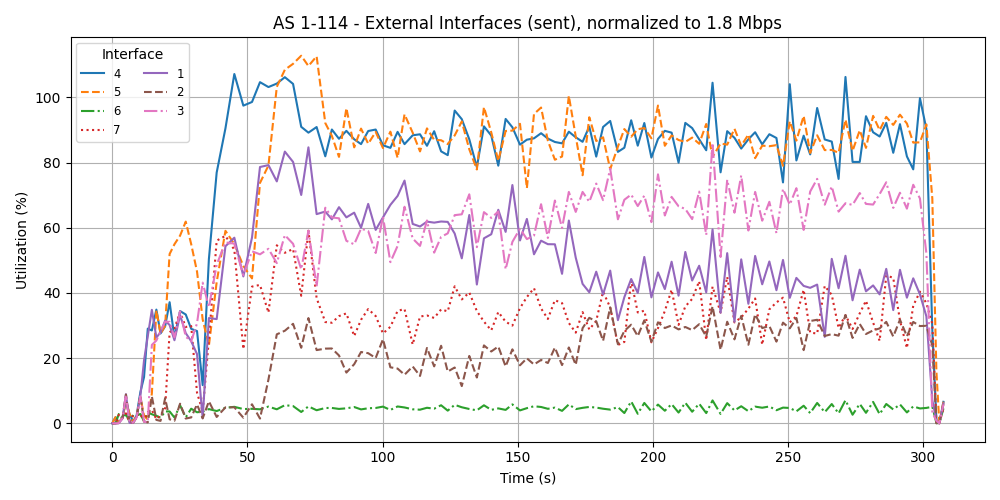 AS 1-114 - External Interfaces (sent), normalized to 1.8 Mbps
Utilization (%)
100
80
60
40
20
0
Interface
4 1
5 2
6 3
7
0 50 100 150 200 250 300
Time (s)